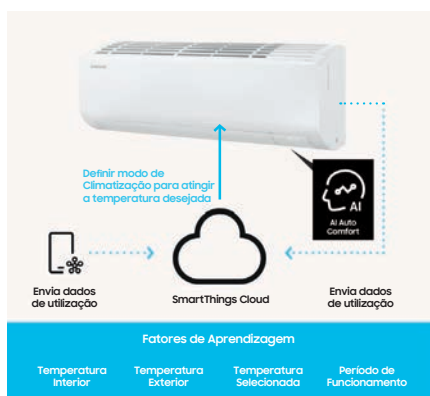 SAMSUNG
Definir modo de
Climatização para atingir
a temperatura desejada
AI
AI Auto
Comfort
Envia dados
de utilização
SmartThings Cloud
Envia dados
de utilização
Fatores de Aprendizagem
Temperatura
Interior
Temperatura
Exterior
Temperatura
Selecionada
Período de
Funcionamento